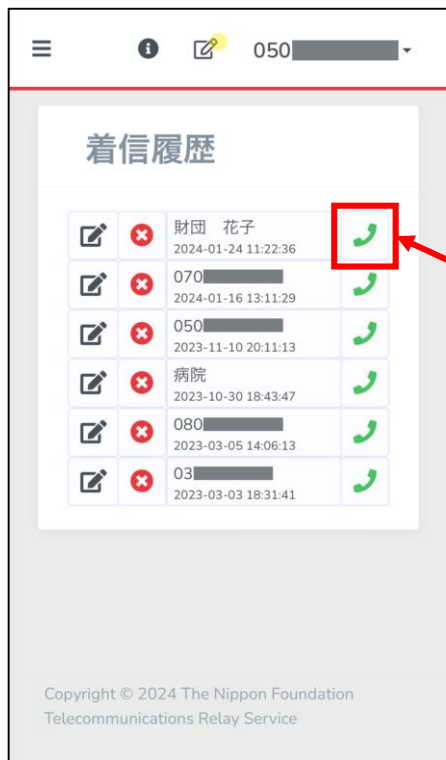 050
着信履歴
財団　花子
2024-01-24 11:22:36
070
2024-01-16 13:11:29
050
2023-11-10 20:11:13
病院
2023-10-30 18:43:47
080
2023-03-05 14:06:13
03
2023-03-03 18:31:41
Copyright © 2024 The Nippon Foundation
Telecommunications Relay Service